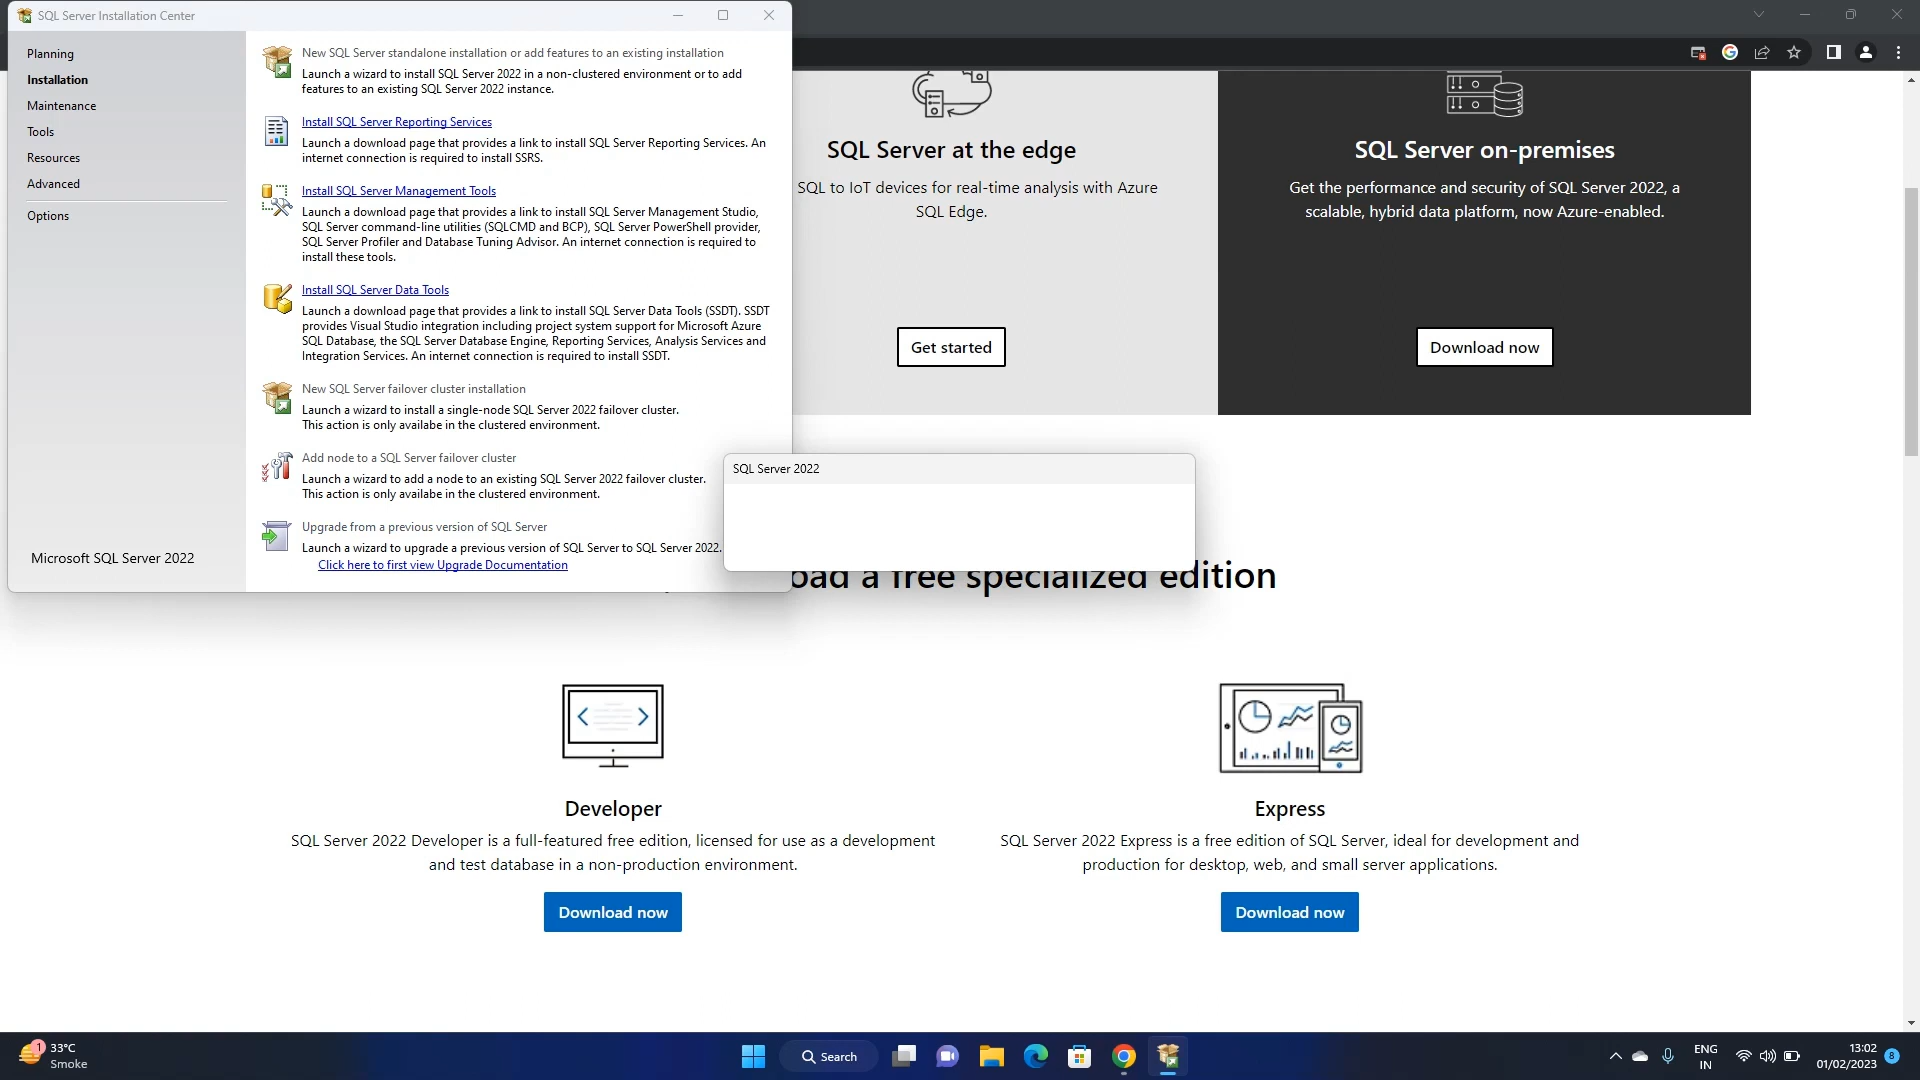 SQL Server Installation Center
Planning
Installation
Maintenance
Tools
Resources
Advanced
Options
Microsoft SQL Server 2022
New SQL Server standalone installation or add features to an existing installation
Launch a wizard to install SQL Server 2022 in a non-clustered environment or to add
features to an existing SQL Server 2022 instance.
Install SQL Server Reporting Services
Launch a download page that provides a link to install SQL Server Reporting Services. An
internet connection is required to install SSRS.
Install SQL Server Management Tools
Launch a download page that provides a link to install SQL Server Management Studio,
SQL Server command-line utilities (SQLCMD and BCP), SQL Server PowerShell provider,
SQL Server Profiler and Database Tuning Advisor. An internet connection is required to
install these tools.
Install SQL Server Data Tools
Launch a download page that provides a link to install SQL Server Data Tools (SSDT). SSDT
provides Visual Studio integration including project system support for Microsoft Azure
SQL Database, the SQL Server Database Engine, Reporting Services, Analysis Services and
Integration Services. An internet connection is required to install SSDT.
New SQL Server failover cluster installation
Launch a wizard to install a single-node SQL Server 2022 failover cluster.
This action is only availabe in the clustered environment.
Add node to a SQL Server failover cluster
Launch a wizard to add a node to an existing SQL Server 2022 failover cluster.
This action is only availabe in the clustered environment.
Upgrade from a previous version of SQL Server
Launch a wizard to upgrade a previous version of SQL Server to SQL Server 2022.
Click here to first view Upgrade Documentation
SQL Server 2022
SQL Server at the edge
SQL to IoT devices for real-time analysis with Azure
SQL Edge.
Get started
SQL Server on-premises
Get the performance and security of SQL Server 2022, a
scalable, hybrid data platform, now Azure-enabled.
Download now
oad a free specialized edition
Developer
SQL Server 2022 Developer is a full-featured free edition, licensed for use as a development
and test database in a non-production environment.
Download now
Express
SQL Server 2022 Express is a free edition of SQL Server, ideal for development and
production for desktop, web, and small server applications.
Download now
1
33°C
Smoke
Search
ENG
IN
13:02
01/02/2023
8